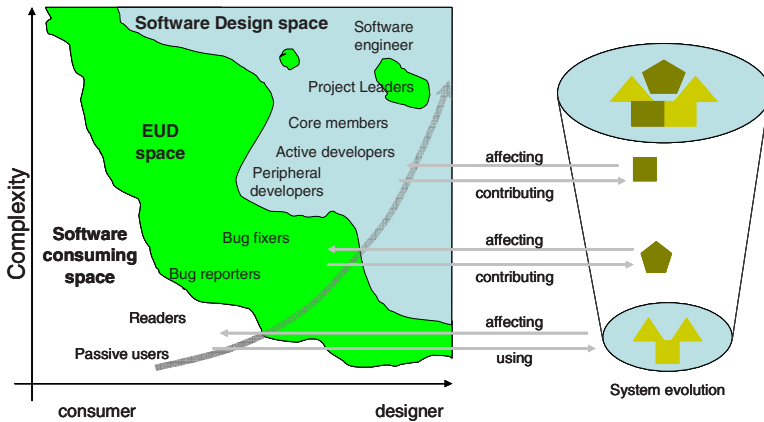 Software Design space
Software
engineer
Project Leaders
Core members
Active developers
Peripheral
developers
EUD
space
Bug fixers
Bug reporters
Software
consuming
space
Readers
Passive users
Complexity
consumer
designer
affecting
contributing
affecting
contributing
affecting
using
System evolution